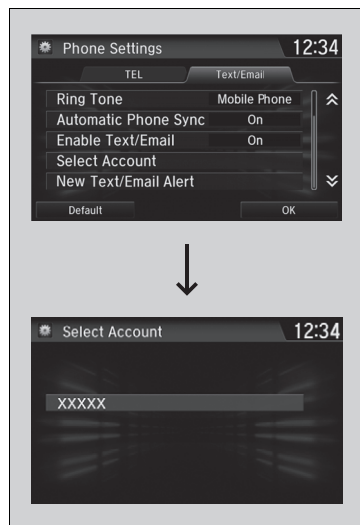 Phone Settings 12:34
TEL Text/Email
Ring Tone Mobile Phone
Automatic Phone Sync On
Enable Text/Email On
Select Account
New Text/Email Alert
Default OK
Select Account 12:34
XXXXX